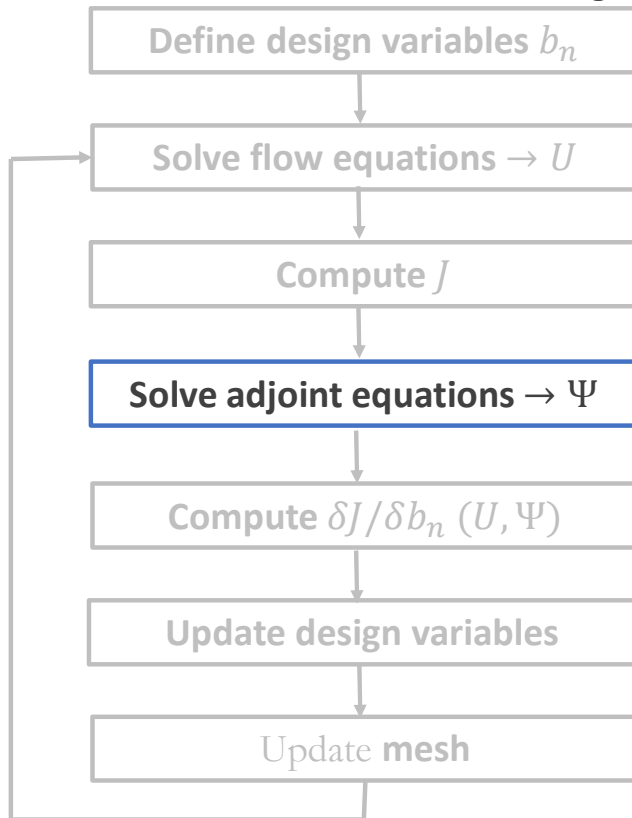 Define design variables 𝑏ₙ
Solve flow equations → 𝑈
Compute 𝐽
Solve adjoint equations → Ψ
Compute 𝛿𝐽/𝛿𝑏ₙ (𝑈, Ψ)
Update design variables
Update mesh